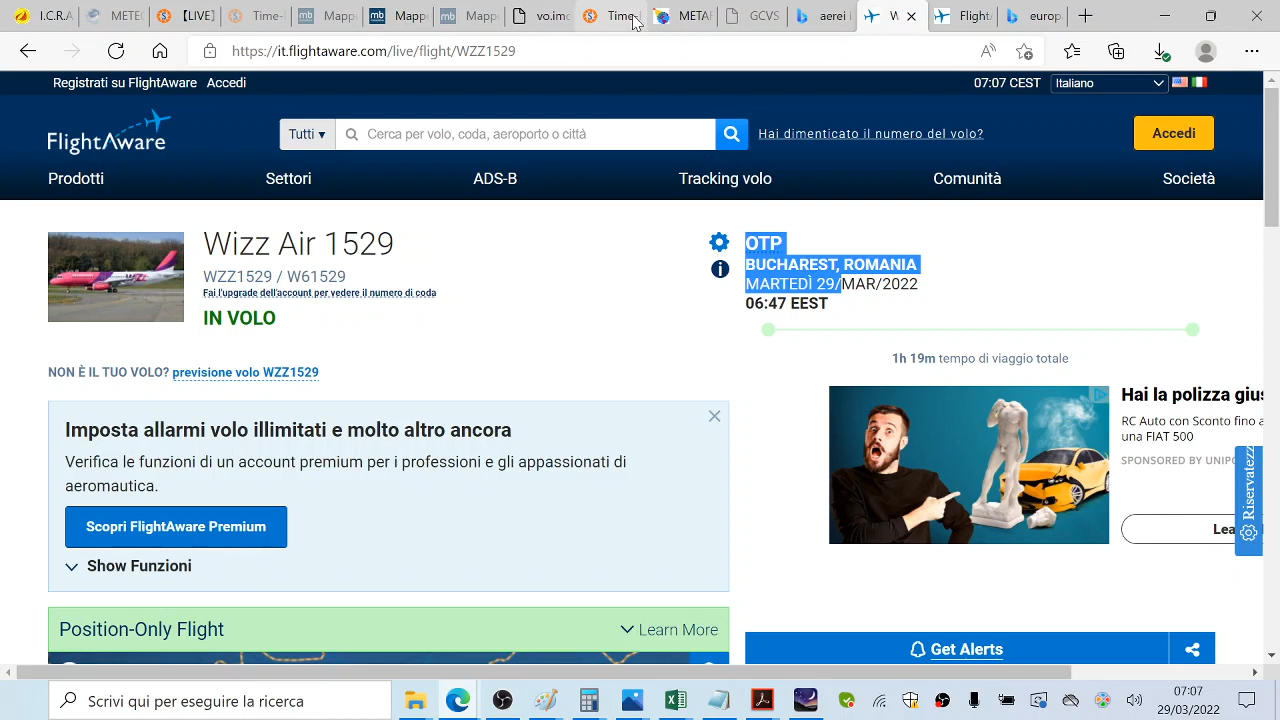 I.C.R. Metec [LIVE] Temp Mapp Mapp ADS- Voinc Time META GCVS aerei Flight
https://it.flightaware.com/live/flight/WZZ1529
Registrati su FlightAware Accedi 07:07 CEST Italiano
FlightAware
Tutti ▾ Cerca per volo, coda, aeroporto o città Hai dimenticato il numero del volo? Accedi
Prodotti Settori ADS-B Tracking volo Comunità Società
Wizz Air 1529
WZZ1529 / W61529
Fai l'upgrade dell'account per vedere il numero di coda
IN VOLO
OTP
BUCHAREST, ROMANIA
MARTEDÌ 29/MAR/2022
06:47 EEST
1h 19m tempo di viaggio totale
NON È IL TUO VOLO? previsione volo WZZ1529
Imposta allarmi volo illimitati e molto altro ancora
Verifica le funzioni di un account premium per i professioni e gli appassionati di
aeromautica.
Scopri FlightAware Premium
Show Funzioni
Hai la polizza gius
RC Auto con Sconto fino a
una FIAT 500
SPONSORED BY UNIPO
Lea
Riservatezz
Position-Only Flight Learn More
Get Alerts
Scrivi qui per eseguire la ricerca
07:07
29/03/2022